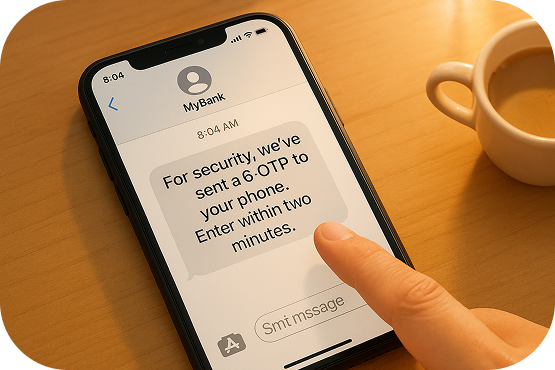 8:04
MyBank
8:04 AM
For security, we've
sent a 6-OTP to
your phone.
Enter within two
minutes.
Smt mssage